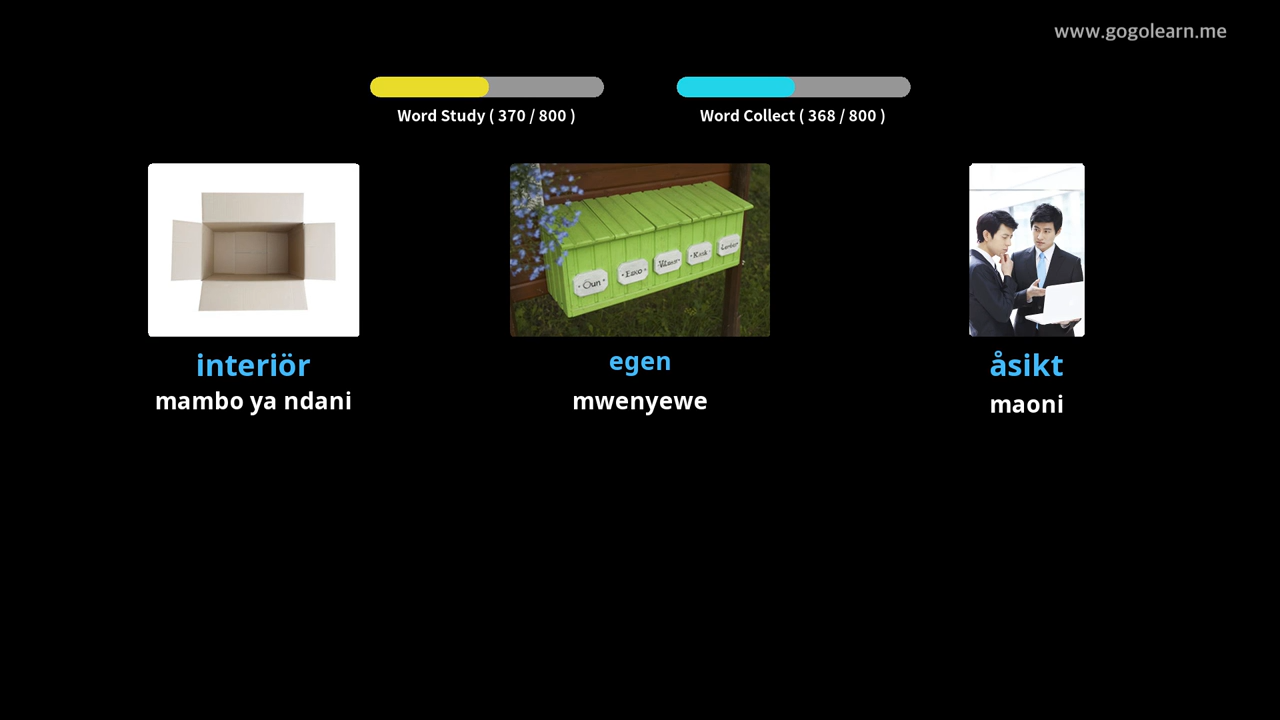 www.gogolearn.me
Word Study ( 370 / 800 )
Word Collect ( 368 / 800 )
interiör
mambo ya ndani
egen
mwenyewe
åsikt
maoni